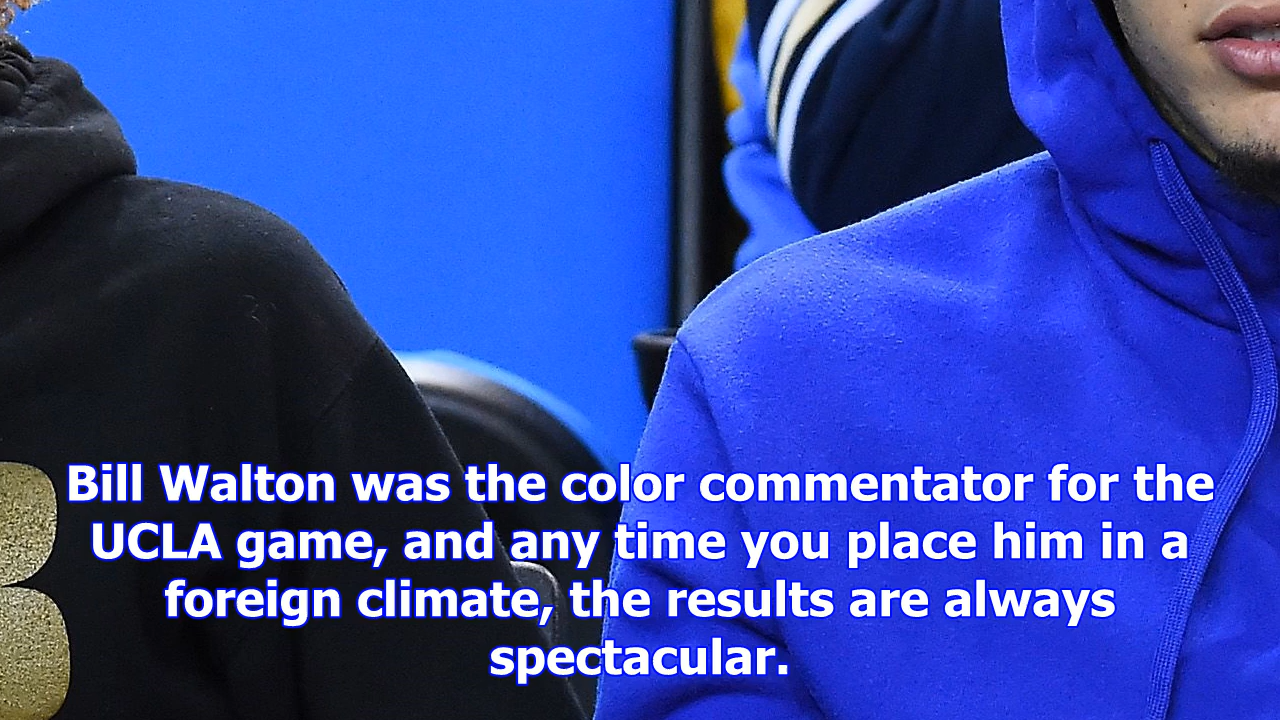 Bill Walton was the color commentator for the
UCLA game, and any time you place him in a
foreign climate, the results are always
spectacular.